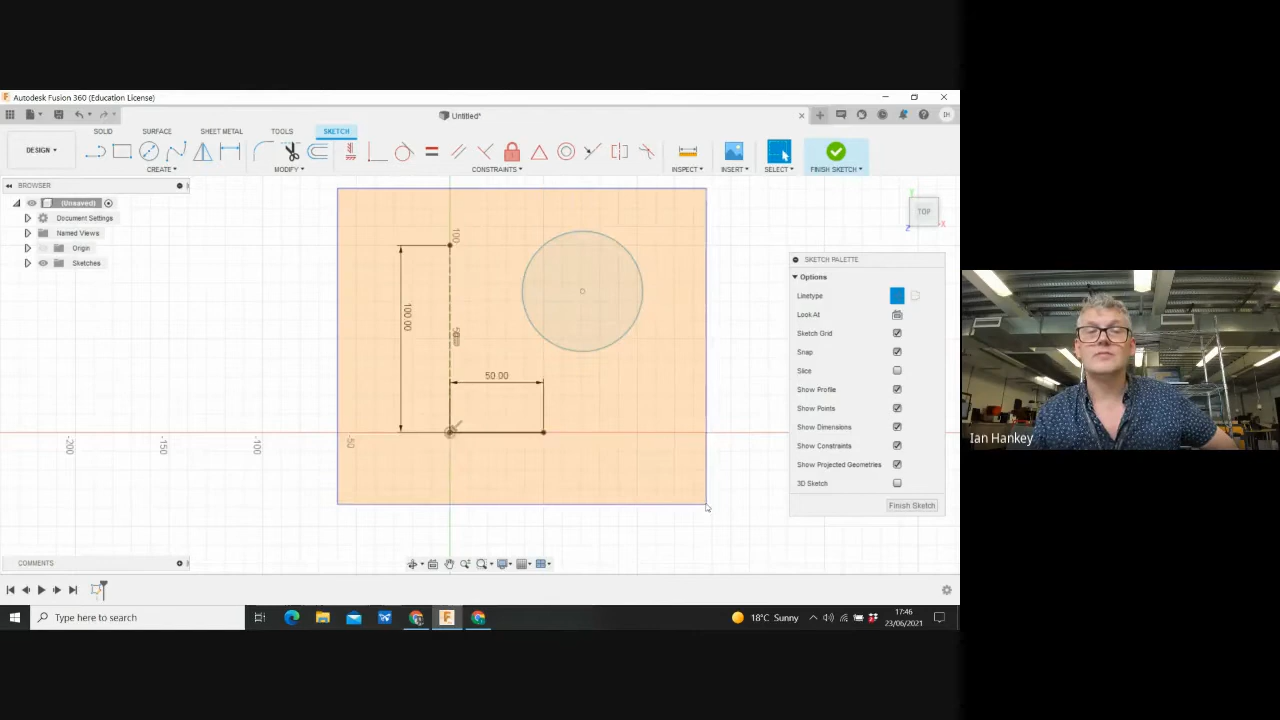 Autodesk Fusion 360 (Education License)
Untitled*
IH
SOLID SURFACE SHEET METAL TOOLS SKETCH
DESIGN
CREATE MODIFY CONSTRAINTS INSPECT INSERT SELECT FINISH SKETCH
BROWSER
(Unsaved)
Document Settings
Named Views
Origin
Sketches
TOP
X
Y
Z
SKETCH PALETTE
Options
Linetype
Look At
Sketch Grid
Snap
Slice
Show Profile
Show Points
Show Dimensions
Show Constraints
Show Projected Geometries
3D Sketch
Finish Sketch
100
100.00
50
50.00
-200
-150
-100
-50
Ian Hankey
COMMENTS
Type here to search
18°C Sunny
17:46
23/06/2021